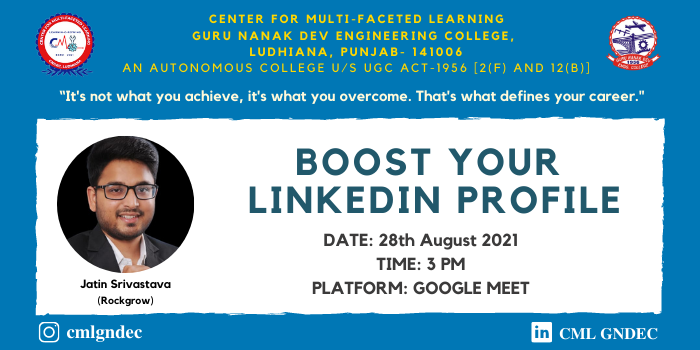 CENTER FOR MULTI-FACETED LEARNING
GURU NANAK DEV ENGINEERING COLLEGE,
LUDHIANA, PUNJAB- 141006
AN AUTONOMOUS COLLEGE U/S UGC ACT-1956 [2(F) AND 12(B)]
"It's not what you achieve, it's what you overcome. That's what defines your career."
BOOST YOUR
LINKEDIN PROFILE
DATE: 28th August 2021
TIME: 3 PM
PLATFORM: GOOGLE MEET
Jatin Srivastava
(Rockgrow)
cmlgndec
in CML GNDEC